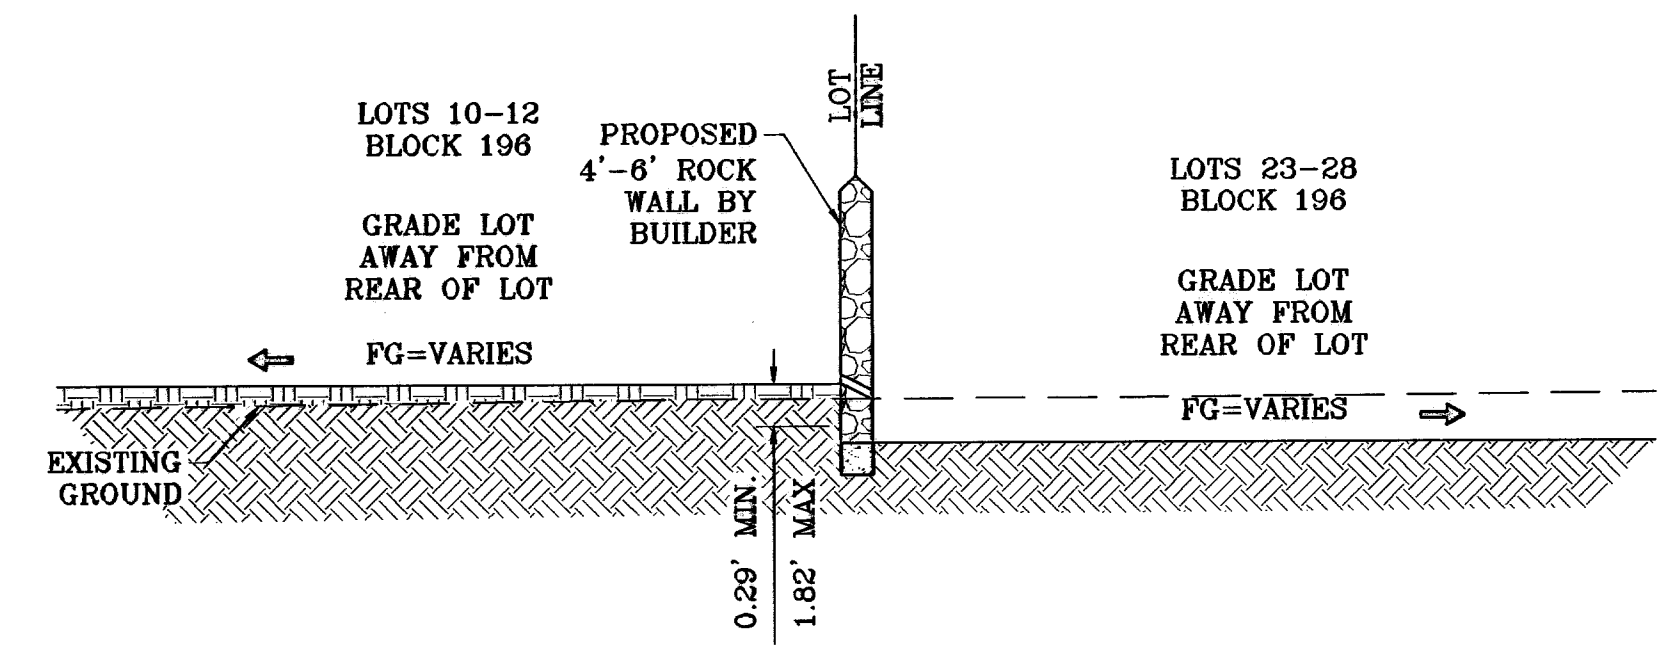 LOT
LINE
LOTS 10-12
BLOCK 196
PROPOSED
4'-6' ROCK
WALL BY
BUILDER
LOTS 23-28
BLOCK 196
GRADE LOT
AWAY FROM
REAR OF LOT
GRADE LOT
AWAY FROM
REAR OF LOT
FG=VARIES
FG=VARIES
EXISTING
GROUND
0.29' MIN.
1.82' MAX